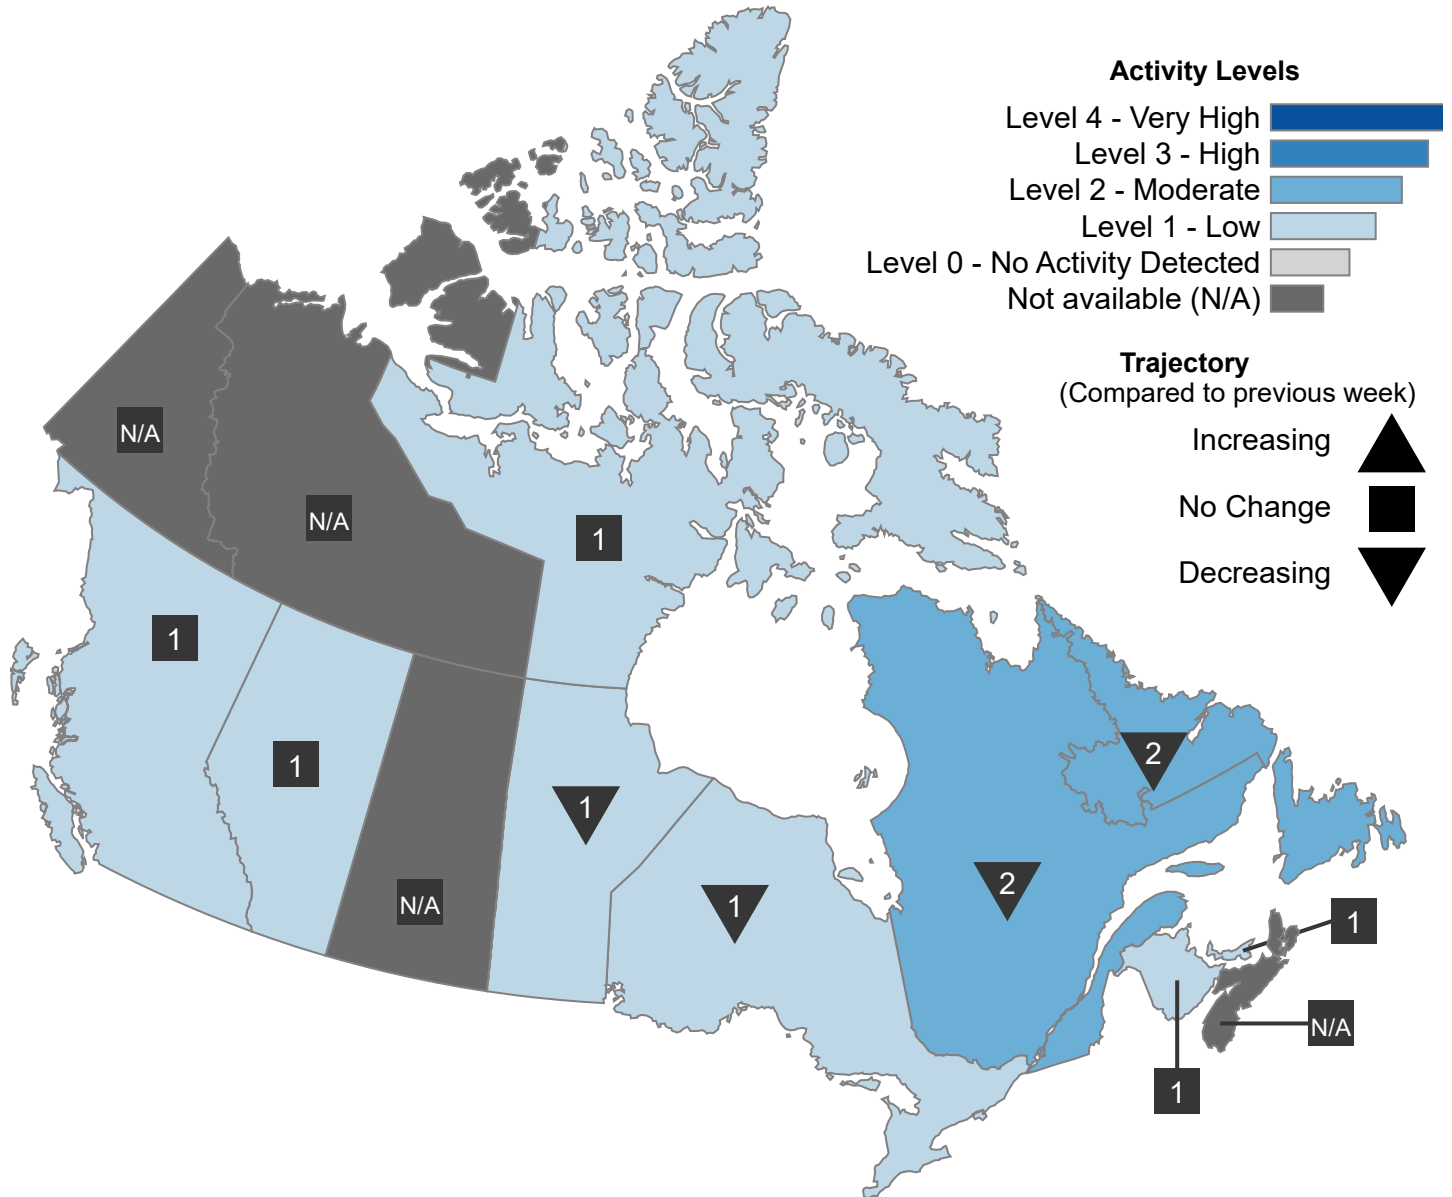 Activity Levels
Level 4 - Very High
Level 3 - High
Level 2 - Moderate
Level 1 - Low
Level 0 - No Activity Detected
Not available (N/A)
Trajectory
(Compared to previous week)
Increasing
No Change
Decreasing
N/A
N/A
1
1
1
2
1
N/A
2
1
1
N/A
1